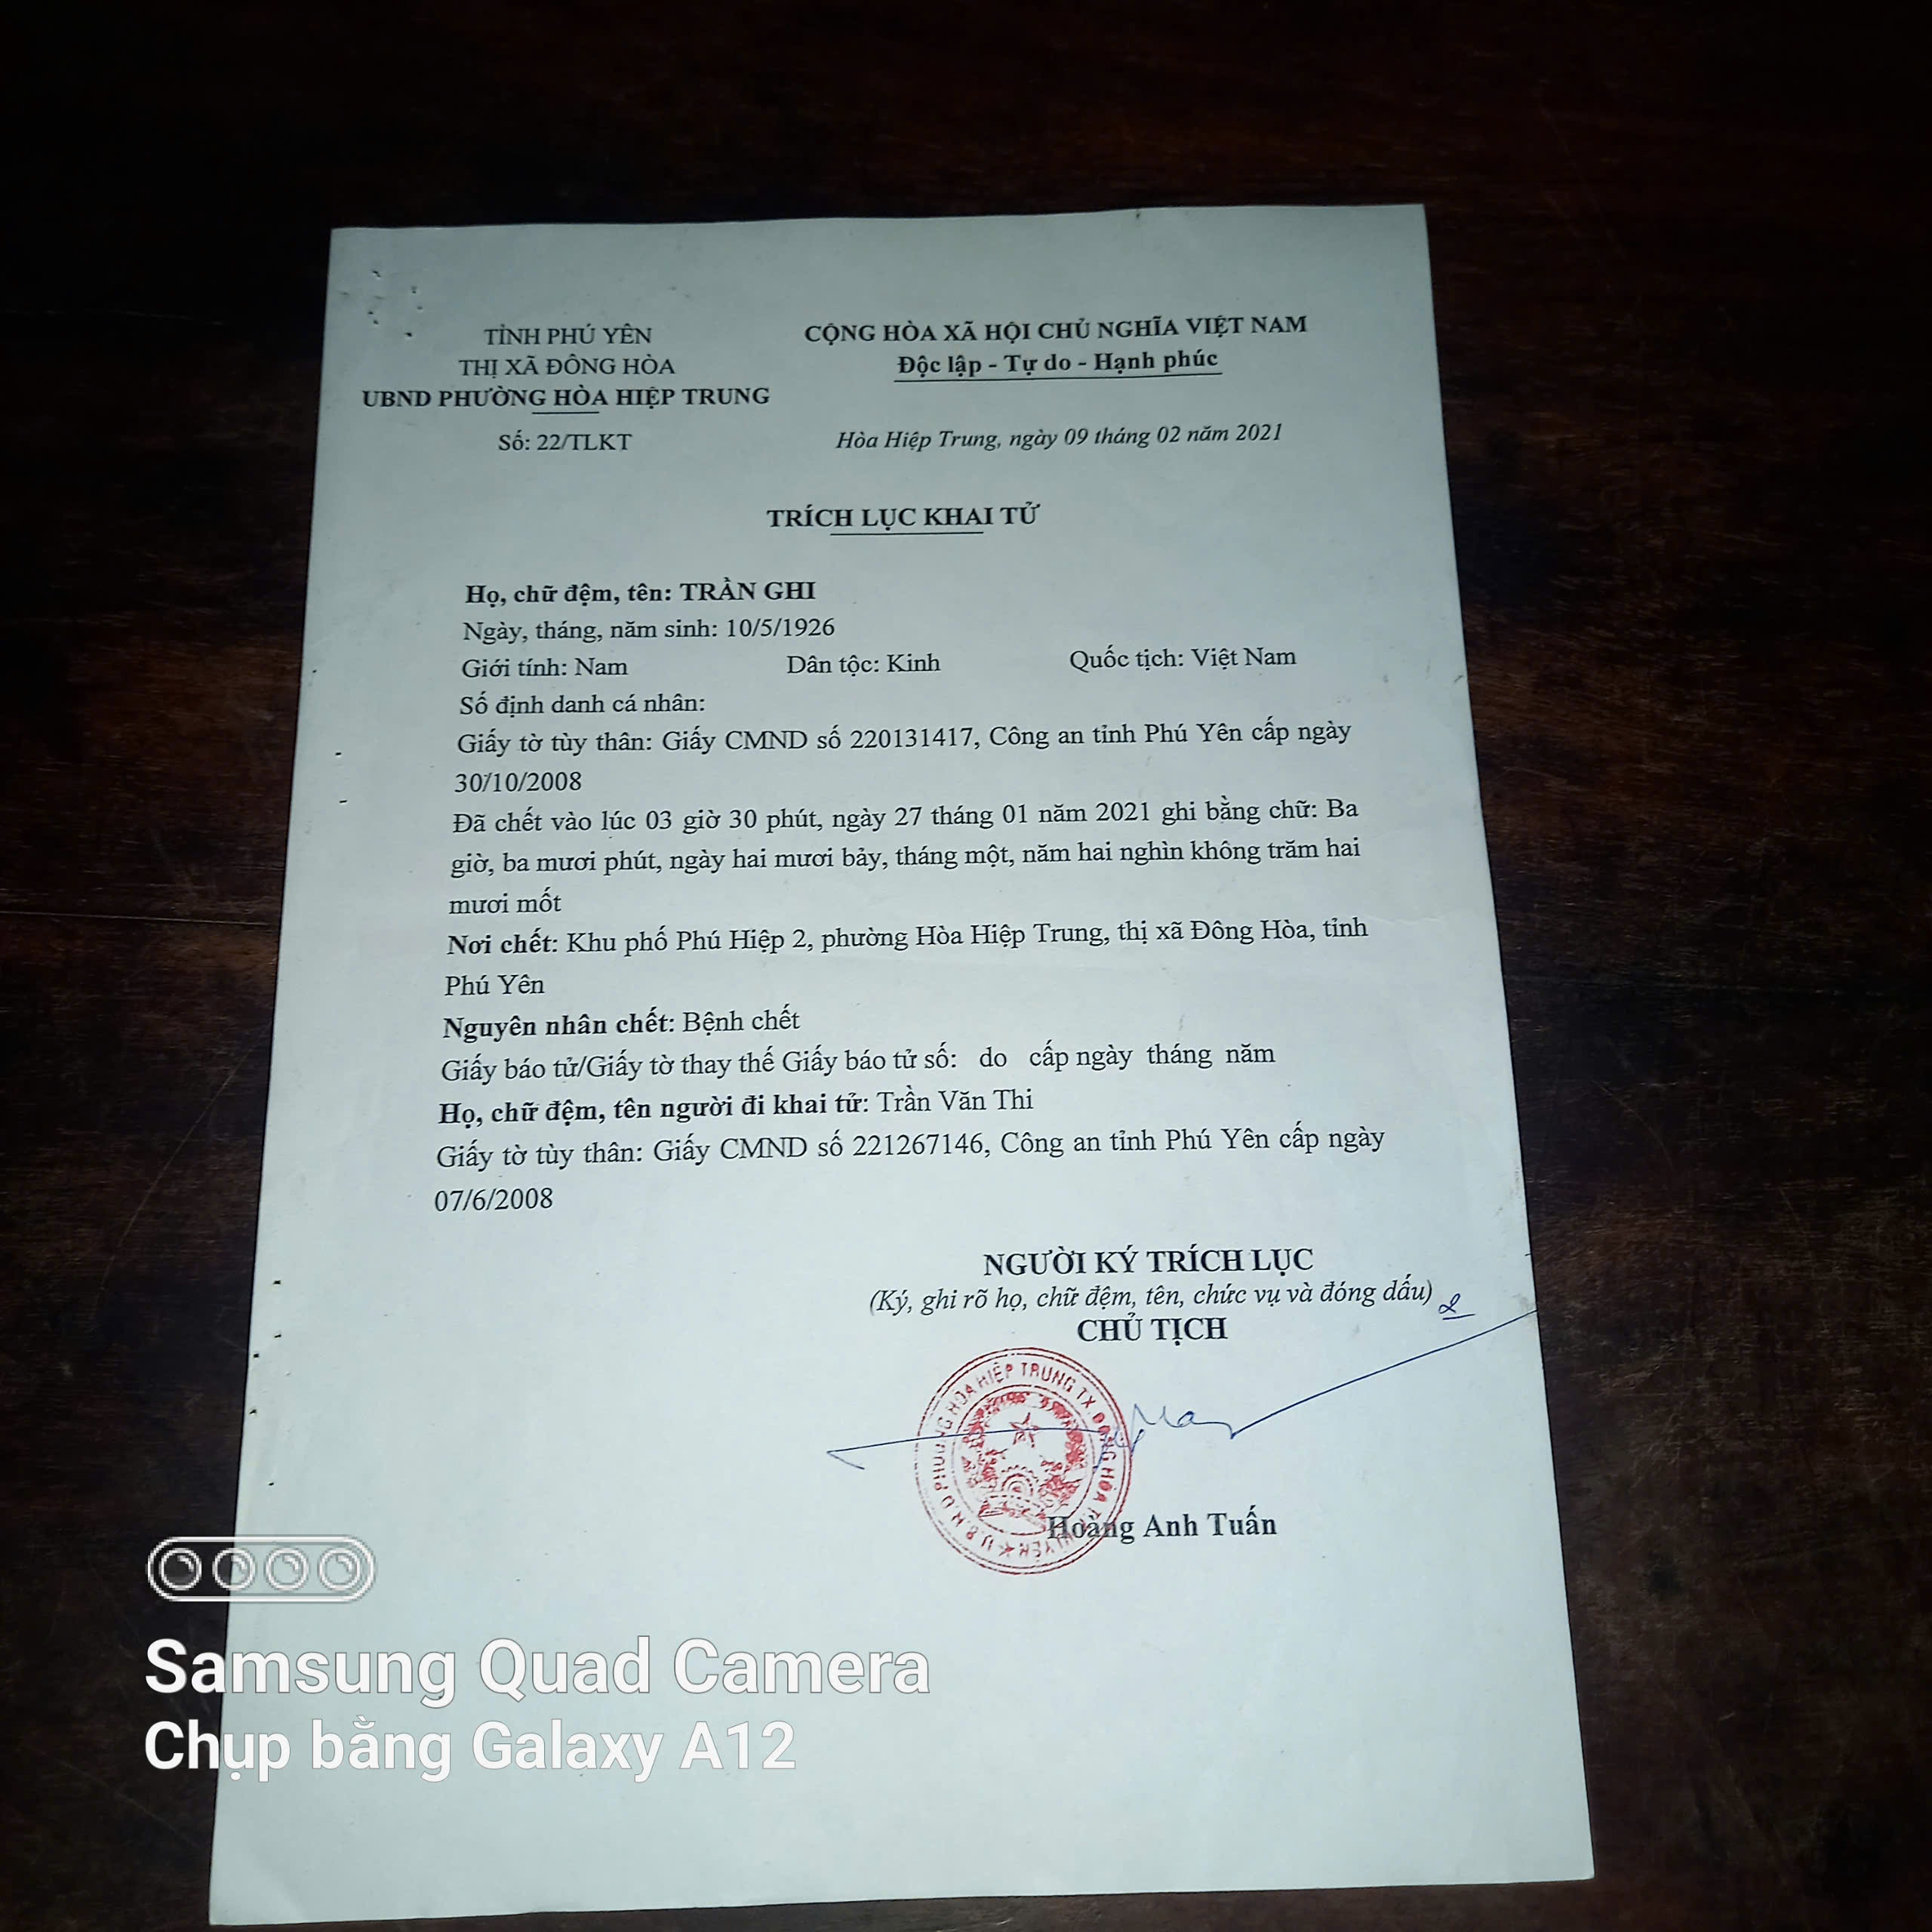 TỈNH PHÚ YÊN
THỊ XÃ ĐÔNG HÒA
UBND PHƯỜNG HÒA HIỆP TRUNG
Số: 22/TLKT
CỘNG HÒA XÃ HỘI CHỦ NGHĨA VIỆT NAM
Độc lập - Tự do - Hạnh phúc
Hòa Hiệp Trung, ngày 09 tháng 02 năm 2021
TRÍCH LỤC KHAI TỬ
Họ, chữ đệm, tên: TRẦN GHI
Ngày, tháng, năm sinh: 10/5/1926
Giới tính: Nam Dân tộc: Kinh Quốc tịch: Việt Nam
Số định danh cá nhân:
Giấy tờ tùy thân: Giấy CMND số 220131417, Công an tỉnh Phú Yên cấp ngày
30/10/2008
Đã chết vào lúc 03 giờ 30 phút, ngày 27 tháng 01 năm 2021 ghi bằng chữ: Ba
giờ, ba mươi phút, ngày hai mươi bảy, tháng một, năm hai nghìn không trăm hai
mươi mốt
Nơi chết: Khu phố Phú Hiệp 2, phường Hòa Hiệp Trung, thị xã Đông Hòa, tỉnh
Phú Yên
Nguyên nhân chết: Bệnh chết
Giấy báo tử/Giấy tờ thay thế Giấy báo tử số: do cấp ngày tháng năm
Họ, chữ đệm, tên người đi khai tử: Trần Văn Thi
Giấy tờ tùy thân: Giấy CMND số 221267146, Công an tỉnh Phú Yên cấp ngày
07/6/2008
NGƯỜI KÝ TRÍCH LỤC
(Ký, ghi rõ họ, chữ đệm, tên, chức vụ và đóng dấu)
CHỦ TỊCH
U.B.N.D PHƯỜNG HÒA HIỆP TRUNG TX.ĐÔNG HÒA
Hoàng Anh Tuấn
Samsung Quad Camera
Chụp bằng Galaxy A12